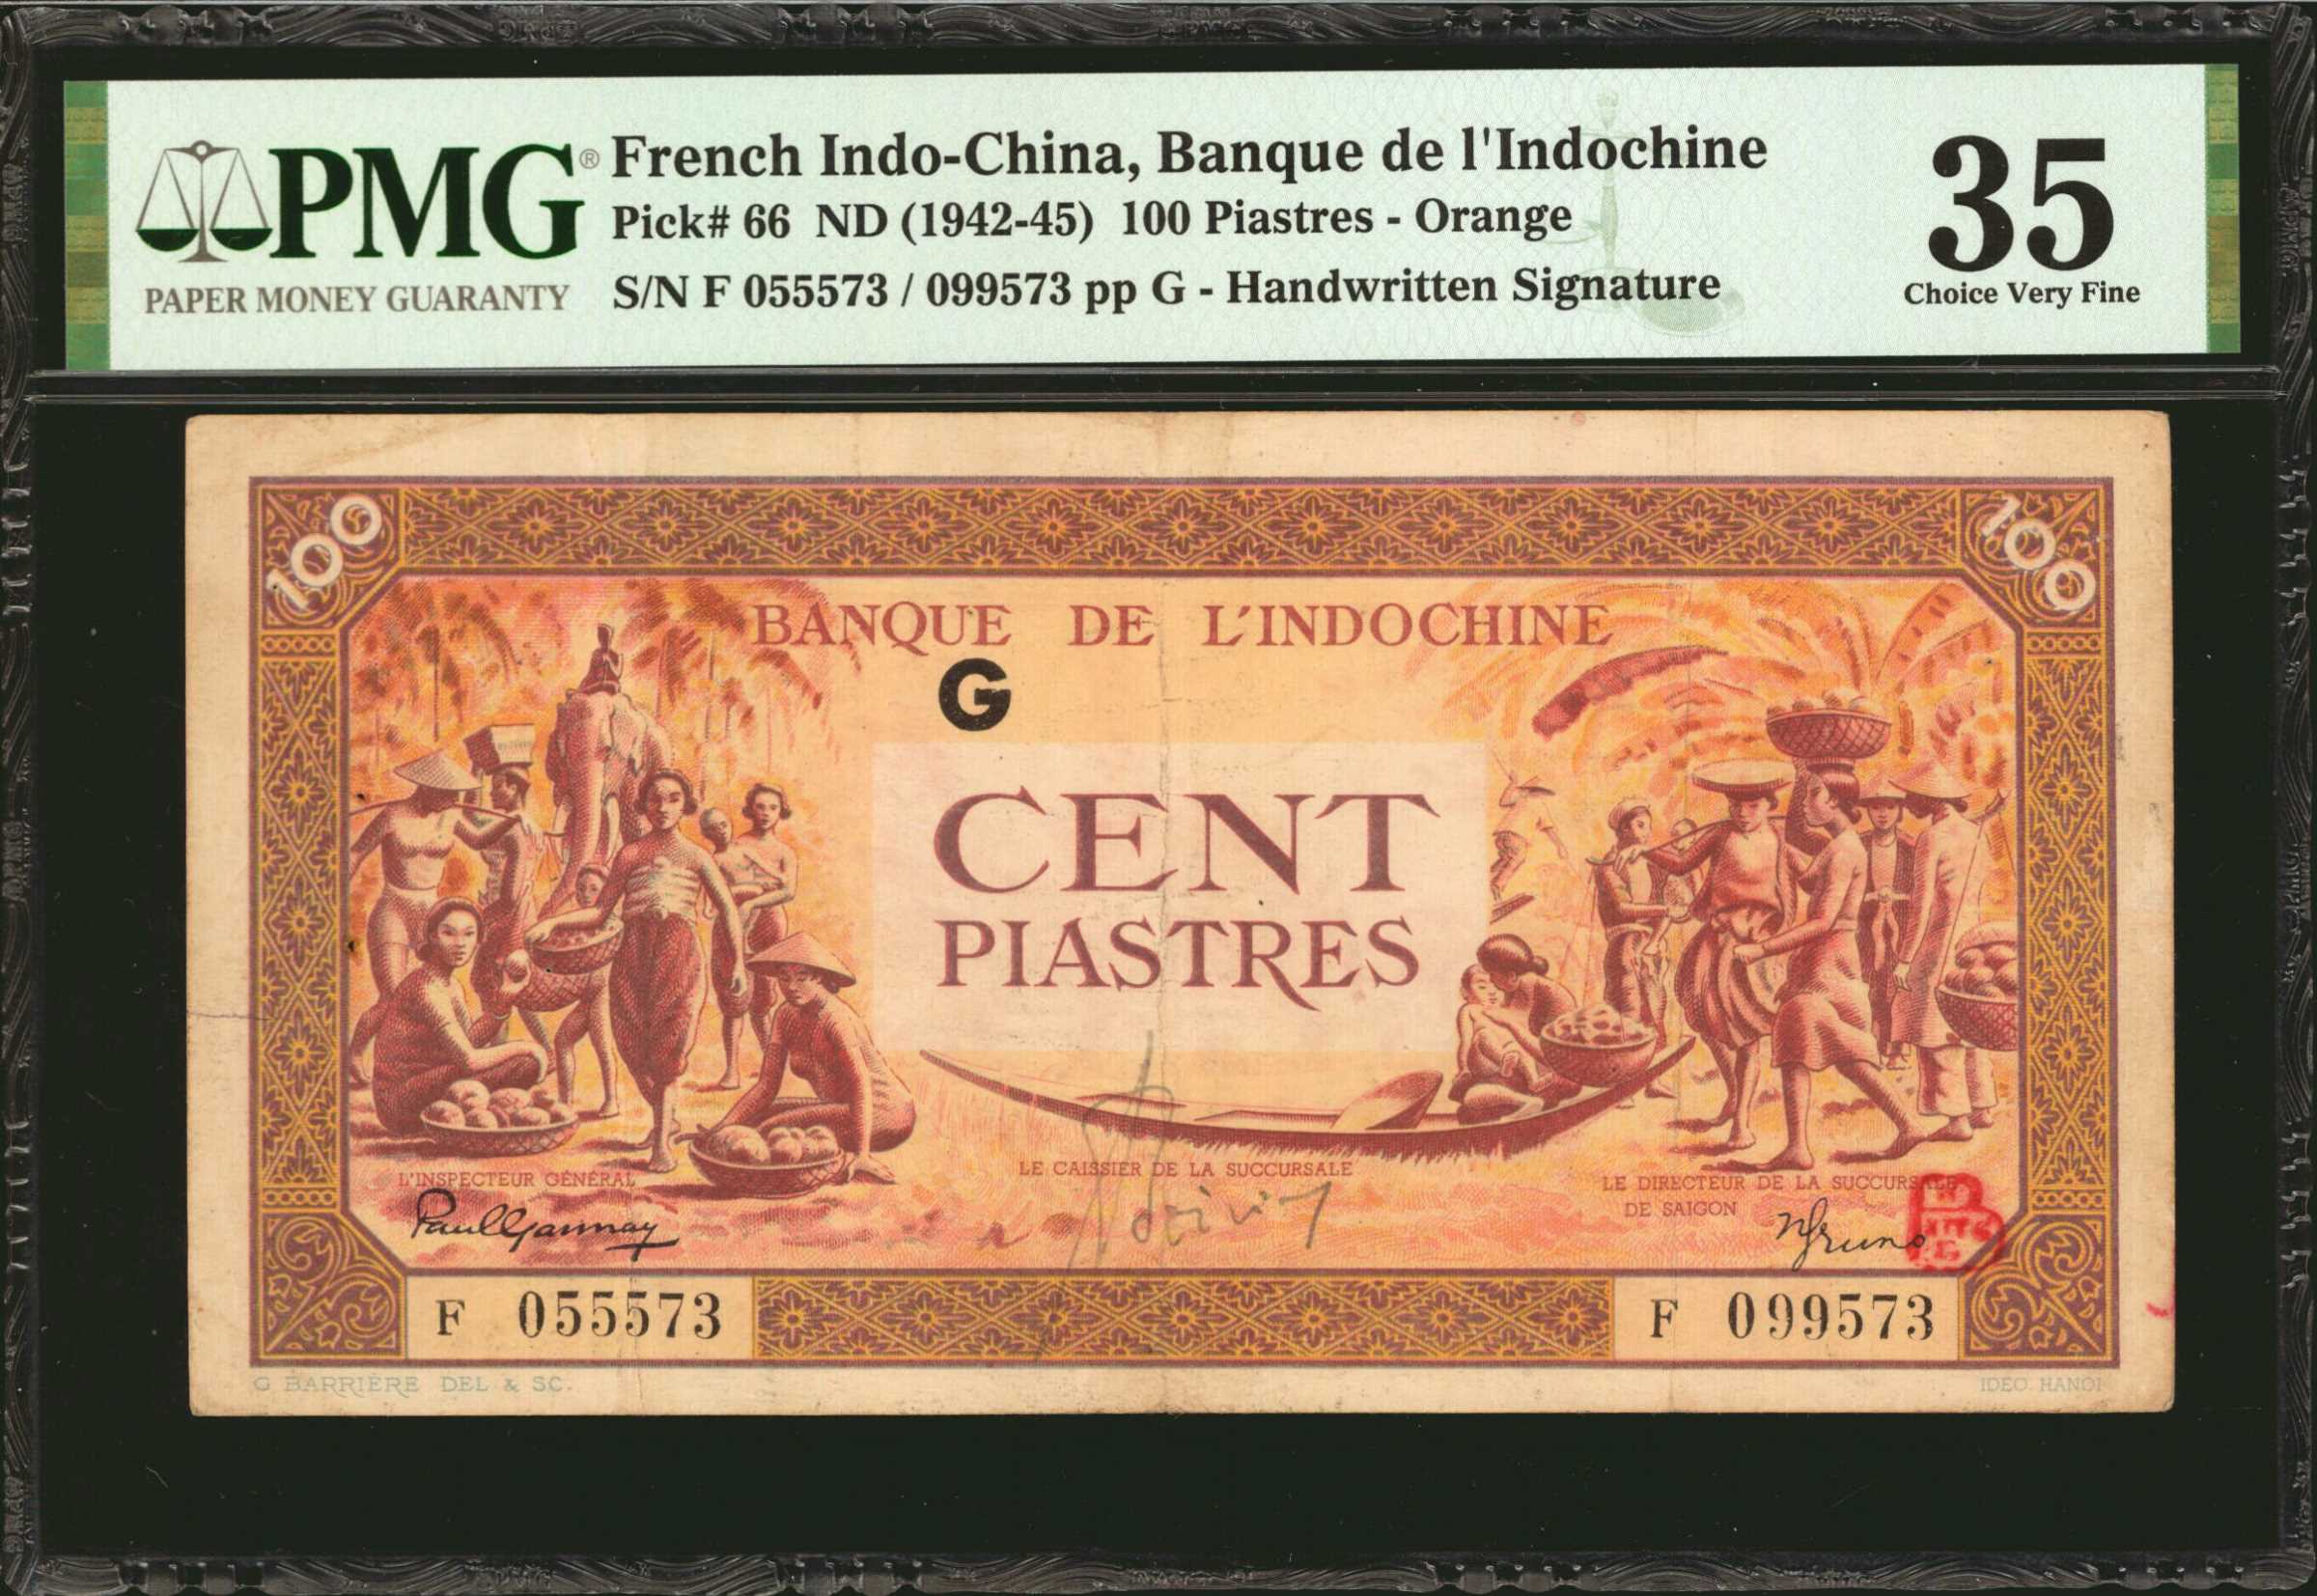 PMG®
PAPER MONEY GUARANTY
French Indo-China, Banque de l'Indochine
Pick# 66 ND (1942-45) 100 Piastres - Orange
S/N F 055573 / 099573 pp G - Handwritten Signature
35
Choice Very Fine
100
100
BANQUE DE L'INDOCHINE
G
CENT
PIASTRES
L'INSPECTEUR GÉNÉRAL
LE CAISSIER DE LA SUCCURSALE
LE DIRECTEUR DE LA SUCCURSALE
DE SAIGON
F 055573
F 099573
G BARRIÈRE DEL & SC.
IDEO. HANOI